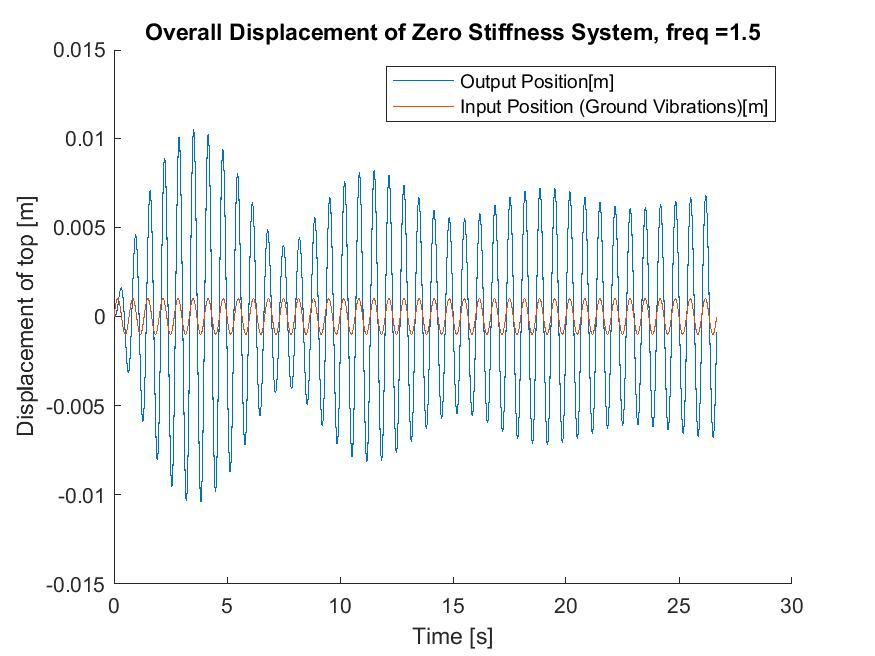 Overall Displacement of Zero Stiffness System, freq =1.5
0.015
Output Position[m]
Input Position (Ground Vibrations)[m]
0.01
0.005
0
-0.005
-0.01
-0.015
Displacement of top [m]
0 5 10 15 20 25 30
Time [s]